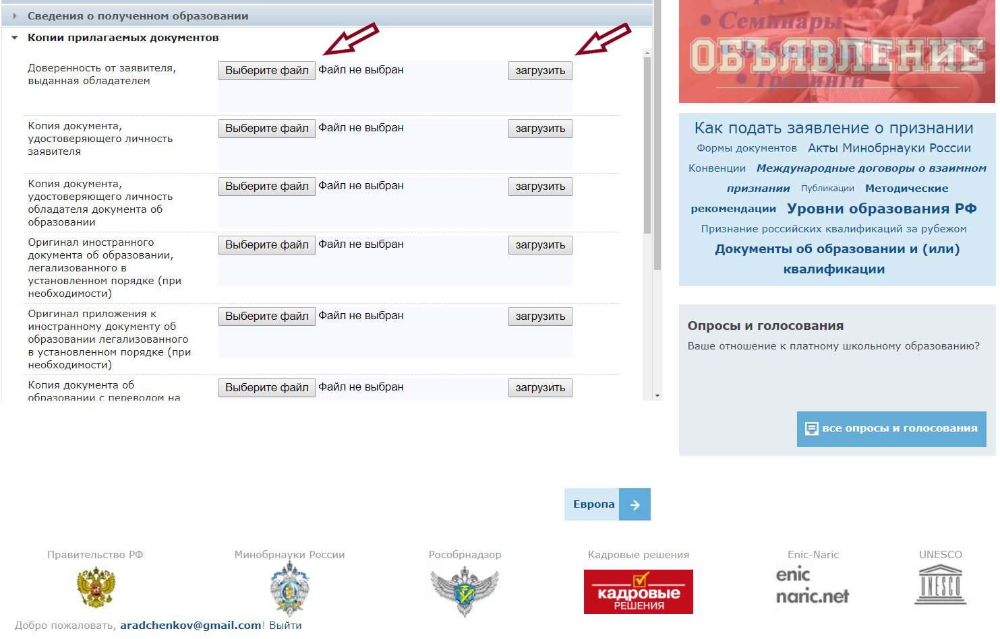 Сведения о полученном образовании
Копии прилагаемых документов
Доверенность от заявителя,
выданная обладателем
Выберите файл Файл не выбран загрузить
Копия документа,
удостоверяющего личность
заявителя
Выберите файл Файл не выбран загрузить
Копия документа,
удостоверяющего личность
обладателя документа об
образовании
Выберите файл Файл не выбран загрузить
Оригинал иностранного
документа об образовании,
легализованного в
установленном порядке (при
необходимости)
Выберите файл Файл не выбран загрузить
Оригинал приложения к
иностранному документу об
образовании легализованного
в установленном порядке (при
необходимости)
Выберите файл Файл не выбран загрузить
Копия документа об
образовании с переводом на
Выберите файл Файл не выбран загрузить
• Семинары
ОБЪЯВЛЕНИЕ
• Тренинги
Как подать заявление о признании
Формы документов Акты Минобрнауки России
Конвенции Международные договоры о взаимном
признании Публикации Методические
рекомендации Уровни образования РФ
Признание российских квалификаций за рубежом
Документы об образовании и (или)
квалификации
Опросы и голосования
Ваше отношение к платному школьному образованию?
все опросы и голосования
Европа
Правительство РФ
Минобрнауки России
Рособрнадзор
Кадровые решения
кадровые
РЕШЕНИЯ
Enic-Naric
enic
naric.net
UNESCO
UNESCO
Добро пожаловать, aradchenkov@gmail.com! Выйти